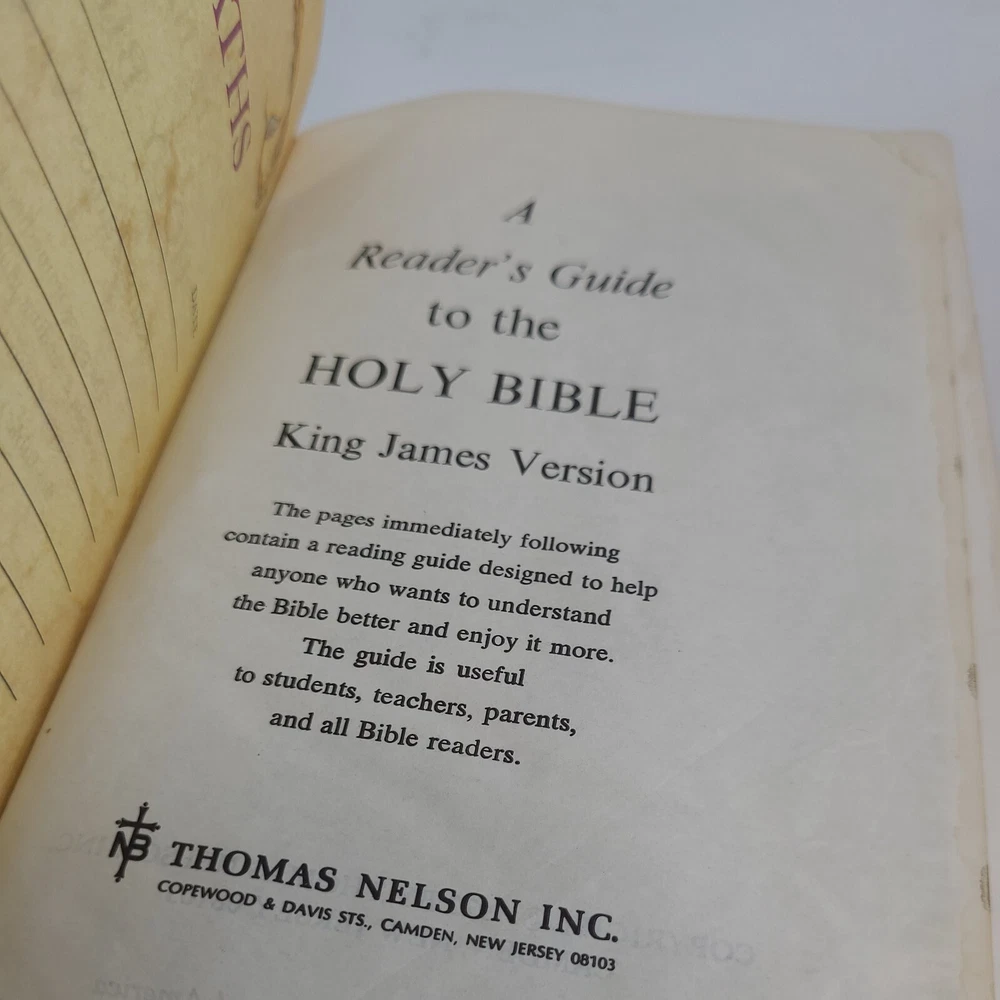 A
Reader's Guide
to the
HOLY BIBLE
King James Version
The pages immediately following
contain a reading guide designed to help
anyone who wants to understand
the Bible better and enjoy it more.
The guide is useful
to students, teachers, parents,
and all Bible readers.
NB
THOMAS NELSON INC.
COPEWOOD & DAVIS STS., CAMDEN, NEW JERSEY 08103